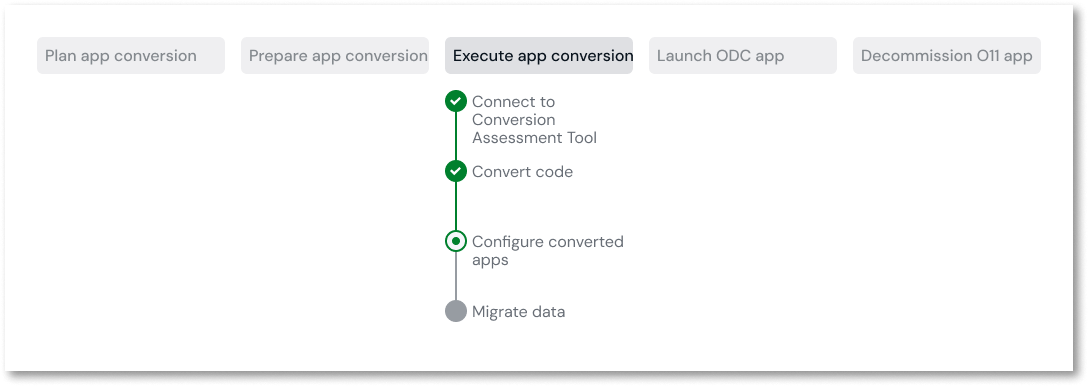 Plan app conversion
Prepare app conversion
Execute app conversion
Launch ODC app
Decommission O11 app
Connect to
Conversion
Assessment Tool
Convert code
Configure converted
apps
Migrate data